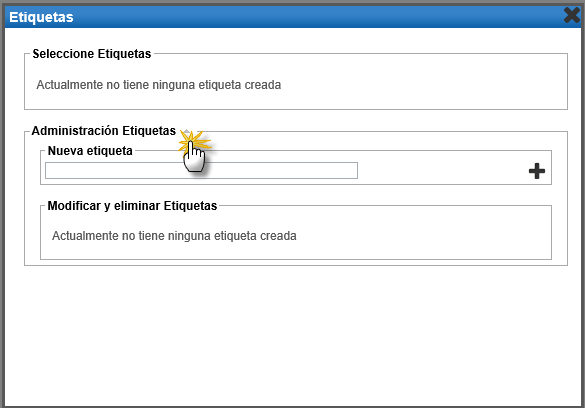 Etiquetas
Seleccione Etiquetas
Actualmente no tiene ninguna etiqueta creada
Administración Etiquetas
Nueva etiqueta
Modificar y eliminar Etiquetas
Actualmente no tiene ninguna etiqueta creada